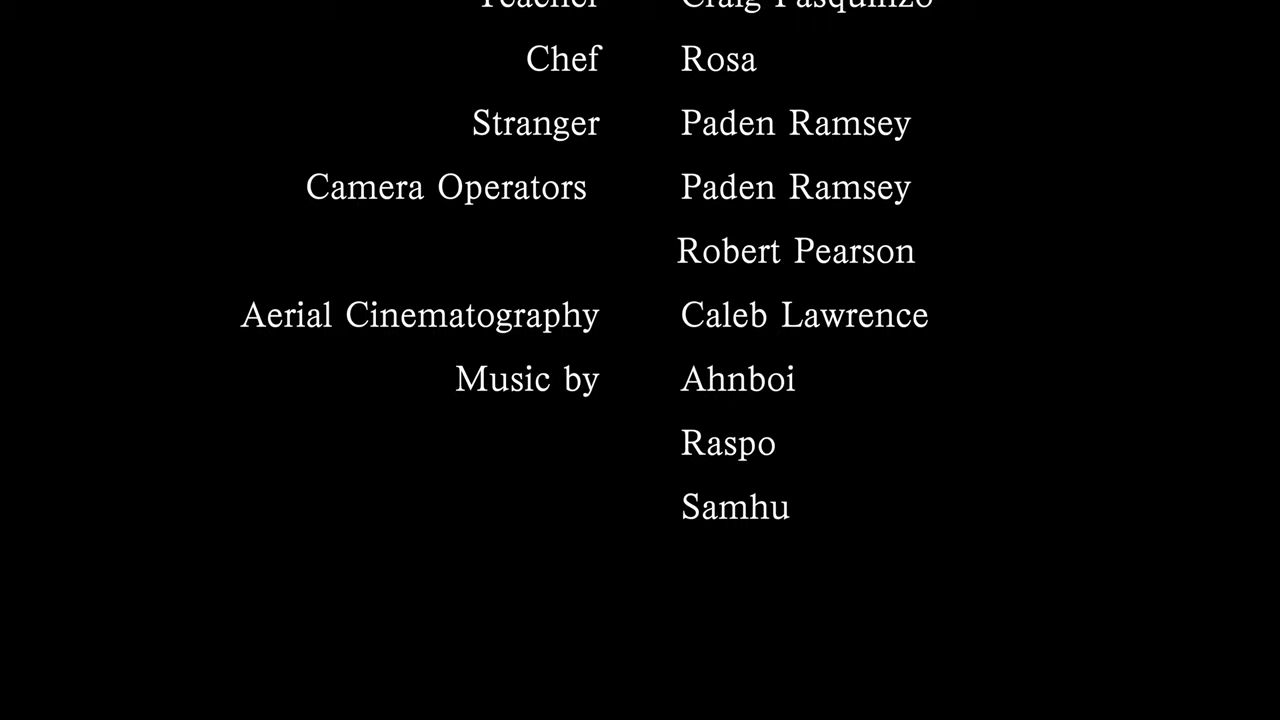 Teacher Craig Pasquinzo
Chef Rosa
Stranger Paden Ramsey
Camera Operators Paden Ramsey
Robert Pearson
Aerial Cinematography Caleb Lawrence
Music by Ahnboi
Raspo
Samhu